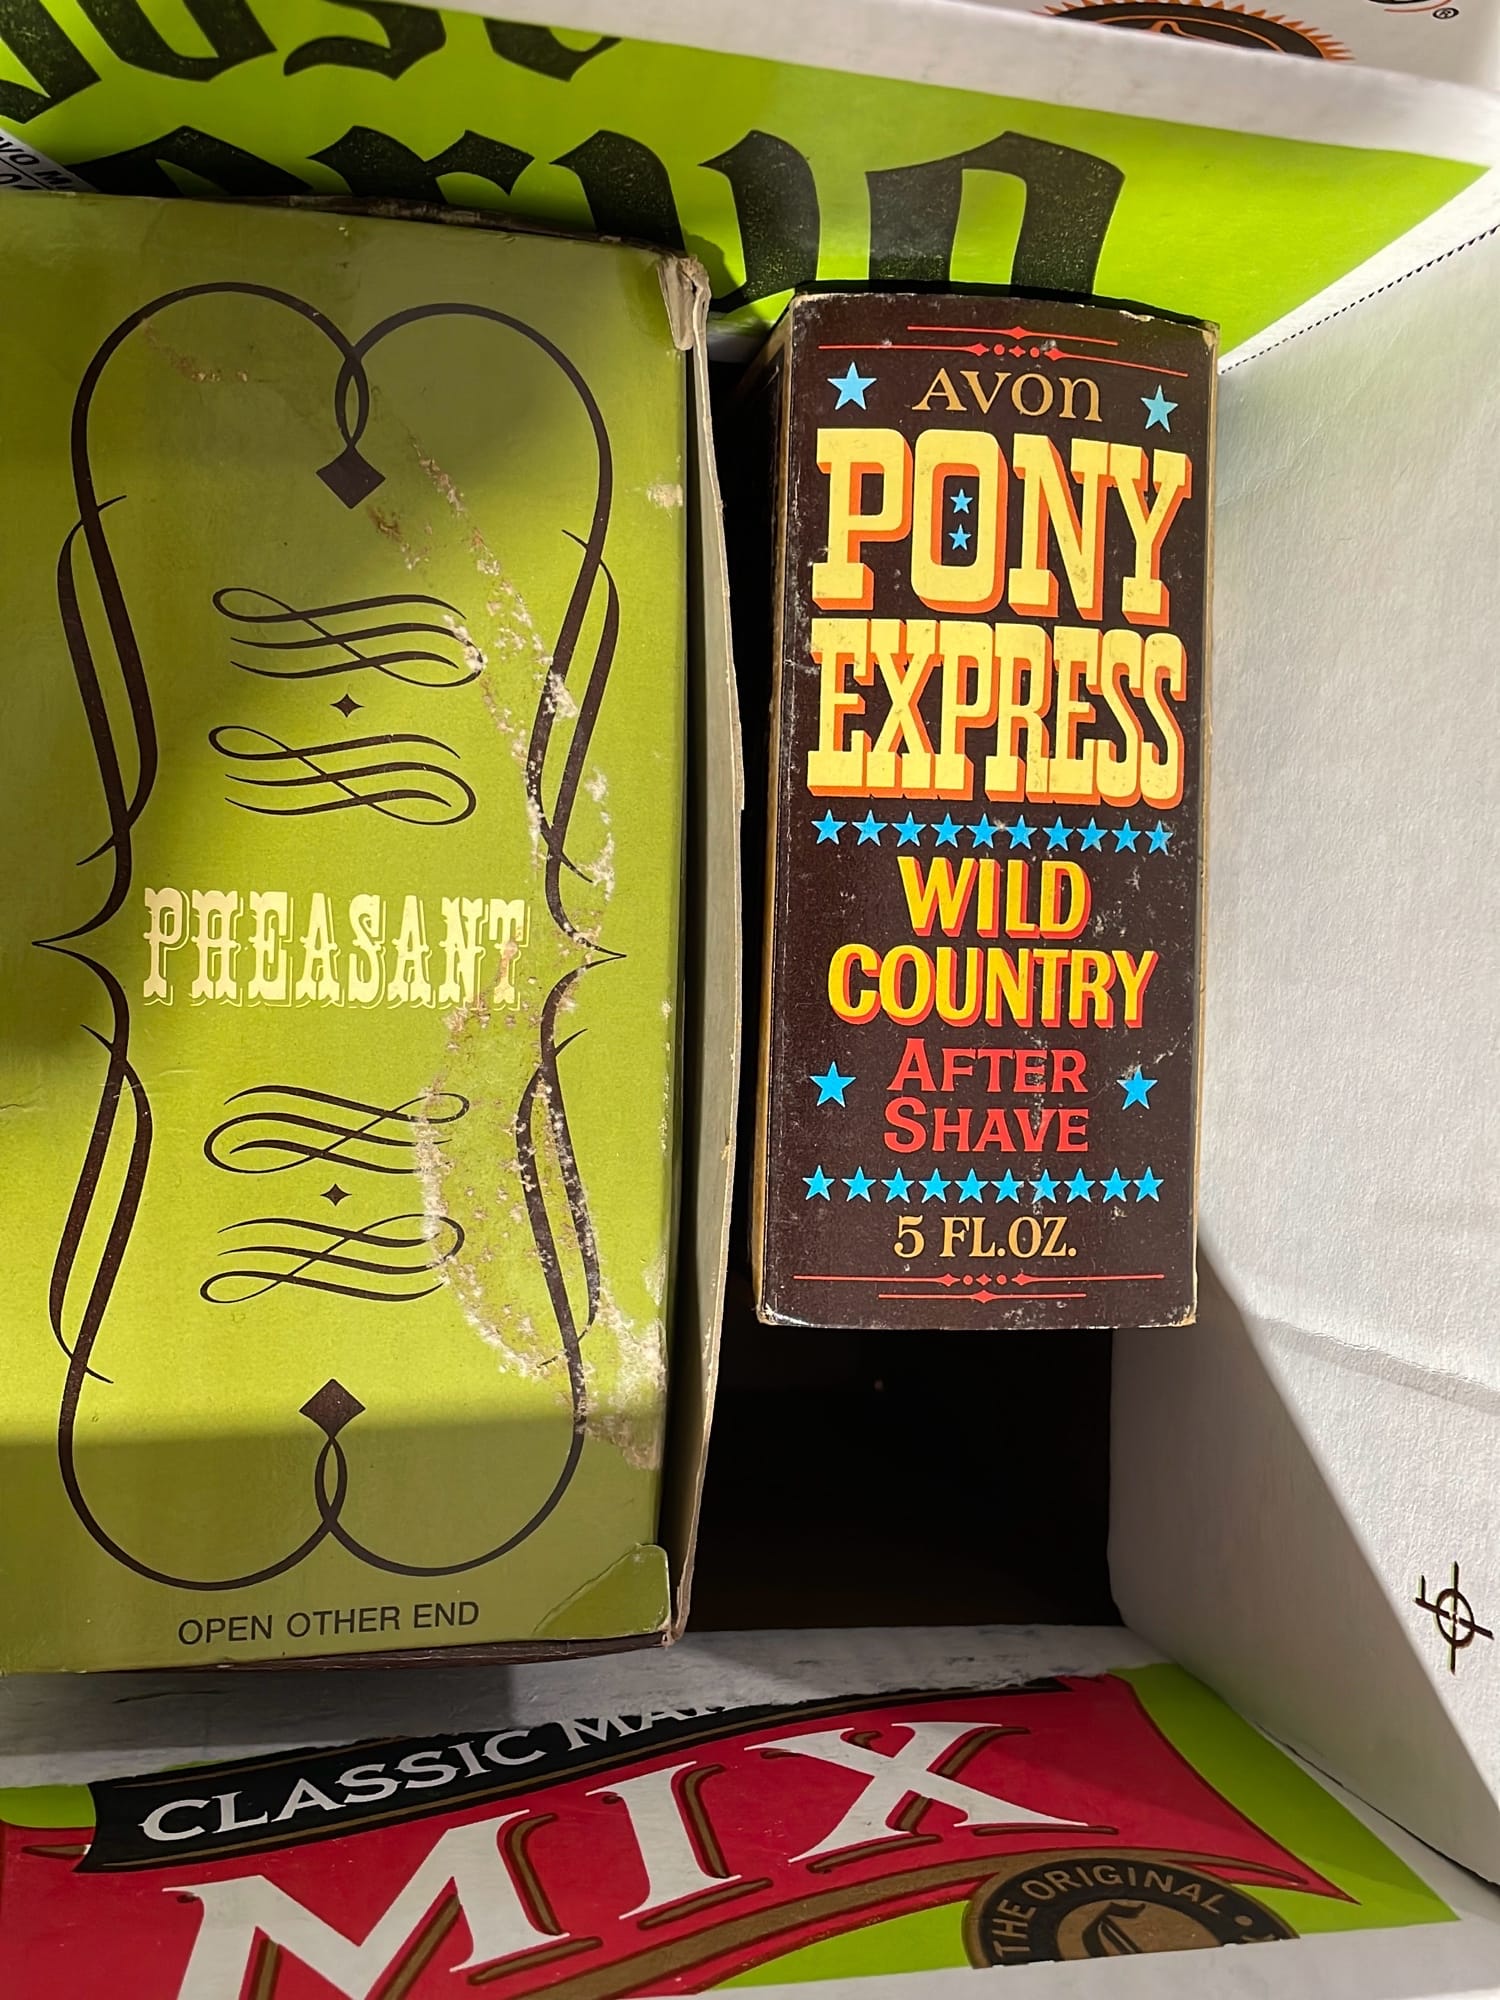 PHEASANT
OPEN OTHER END
AVON
PONY
EXPRESS
WILD
COUNTRY
AFTER
SHAVE
5 FL.OZ.
CLASSIC
MIX
THE ORIGINAL